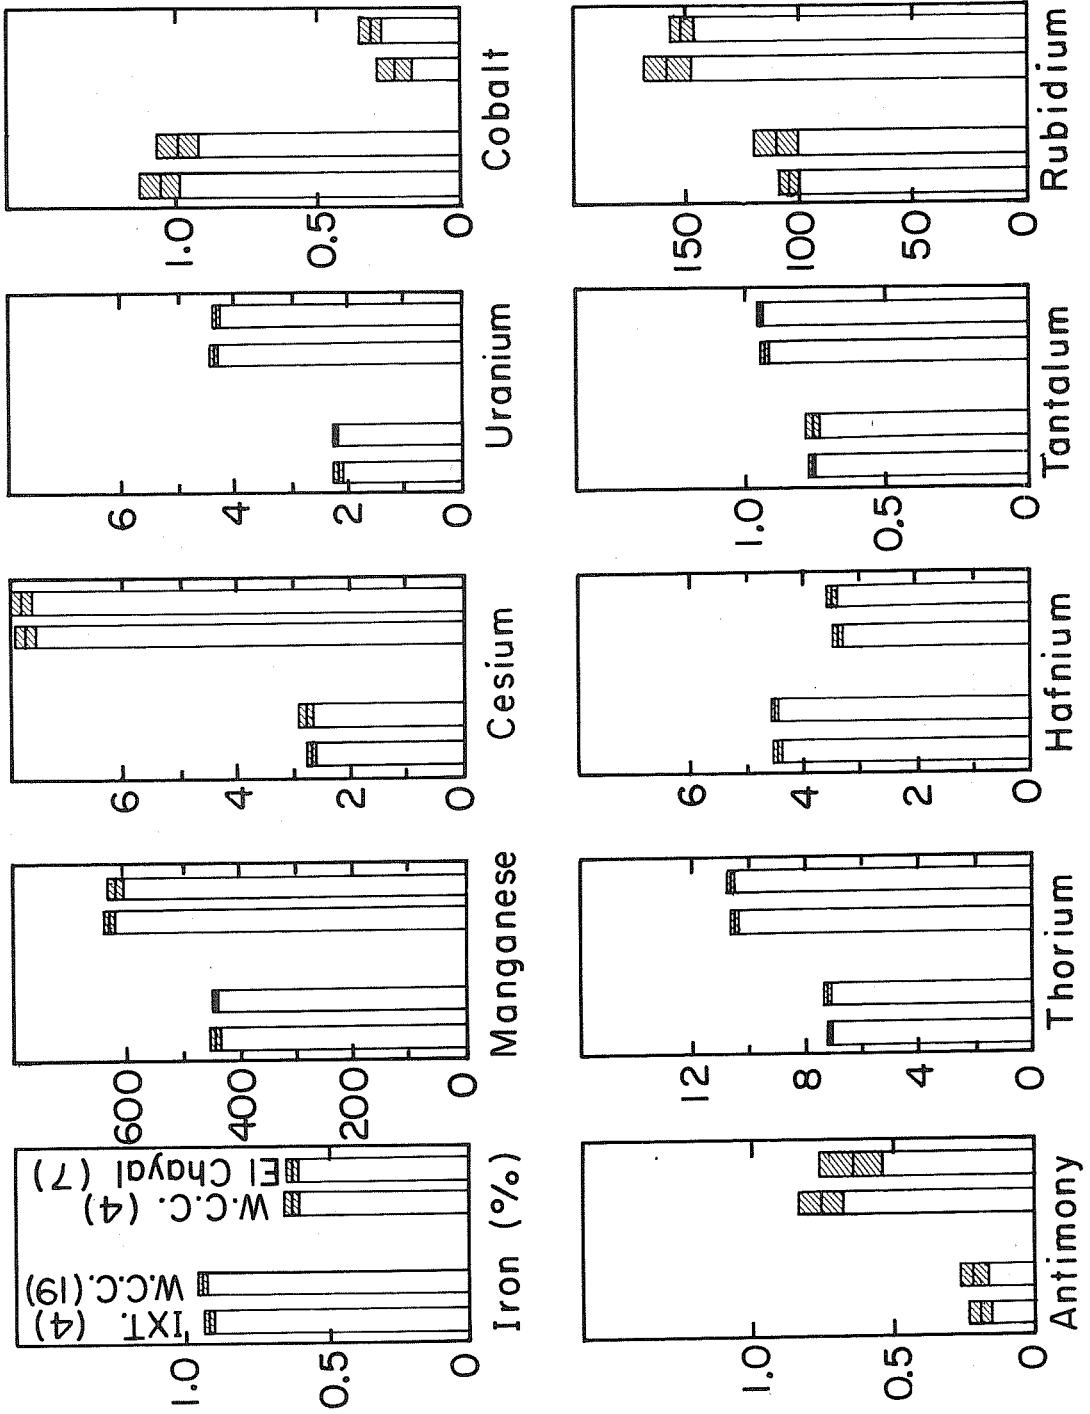 IXT. (4)
W.C.C. (19)
W.C.C. (4)
El Chayal (7)
1.0
0.5
0
Iron (%)
600
400
200
0
Manganese
6
4
2
0
Cesium
6
4
2
0
Uranium
1.0
0.5
0
Cobalt
1.0
0.5
0
Antimony
12
8
4
0
Thorium
6
4
2
0
Hafnium
1.0
0.5
0
Tantalum
150
100
50
0
Rubidium